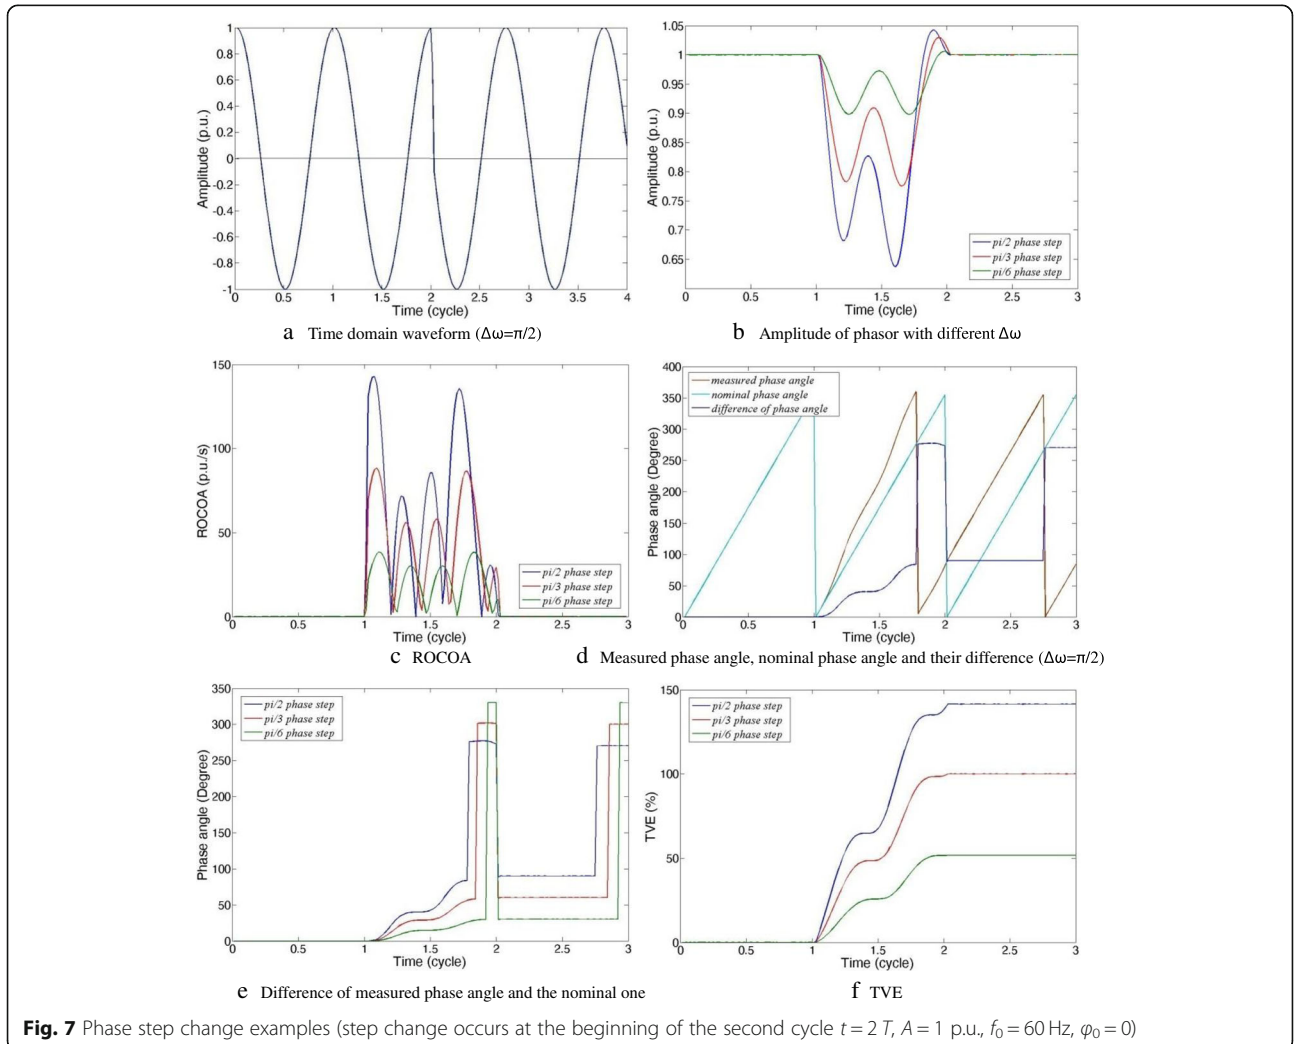 1
0.8
0.6
0.4
0.2
0
-0.2
-0.4
-0.6
-0.8
-1
Amplitude (p.u.)
0 0.5 1 1.5 2 2.5 3 3.5 4
Time (cycle)
a Time domain waveform (Δω=π/2)
1.05
1
0.95
0.9
0.85
0.8
0.75
0.7
0.65
Amplitude (p.u.)
pi/2 phase step
pi/3 phase step
pi/6 phase step
0 0.5 1 1.5 2 2.5 3
Time (cycle)
b Amplitude of phasor with different Δω
150
100
50
0
ROCOA (p.u./s)
pi/2 phase step
pi/3 phase step
pi/6 phase step
0 0.5 1 1.5 2 2.5 3
Time (cycle)
c ROCOA
400
350
300
250
200
150
100
50
0
Phase angle (Degree)
measured phase angle
nominal phase angle
difference of phase angle
0 0.5 1 1.5 2 2.5 3
Time (cycle)
d Measured phase angle, nominal phase angle and their difference (Δω=π/2)
350
300
250
200
150
100
50
0
Phase angle (Degree)
pi/2 phase step
pi/3 phase step
pi/6 phase step
0 0.5 1 1.5 2 2.5 3
Time (cycle)
e Difference of measured phase angle and the nominal one
150
100
50
0
TVE (%)
pi/2 phase step
pi/3 phase step
pi/6 phase step
0 0.5 1 1.5 2 2.5 3
Time (cycle)
f TVE
Fig. 7 Phase step change examples (step change occurs at the beginning of the second cycle t = 2 T, A = 1 p.u., f₀ = 60 Hz, φ₀ = 0)